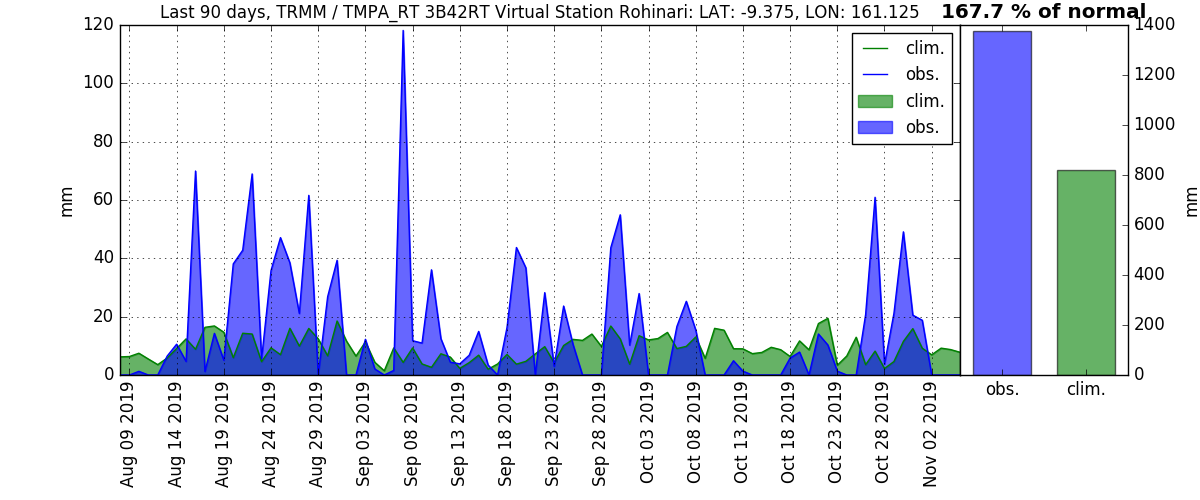 Last 90 days, TRMM / TMPA_RT 3B42RT Virtual Station Rohinari: LAT: -9.375, LON: 161.125
167.7 % of normal
120
100
80
60
40
20
0
mm
clim.
obs.
clim.
obs.
1400
1200
1000
800
600
400
200
0
mm
obs.
clim.
Aug 09 2019
Aug 14 2019
Aug 19 2019
Aug 24 2019
Aug 29 2019
Sep 03 2019
Sep 08 2019
Sep 13 2019
Sep 18 2019
Sep 23 2019
Sep 28 2019
Oct 03 2019
Oct 08 2019
Oct 13 2019
Oct 18 2019
Oct 23 2019
Oct 28 2019
Nov 02 2019